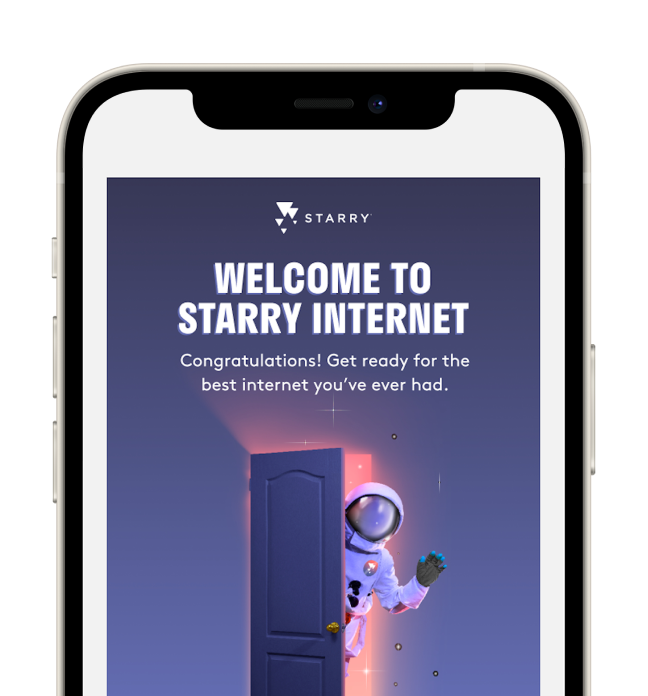 STARRY
WELCOME TO
STARRY INTERNET
Congratulations! Get ready for the
best internet you’ve ever had.